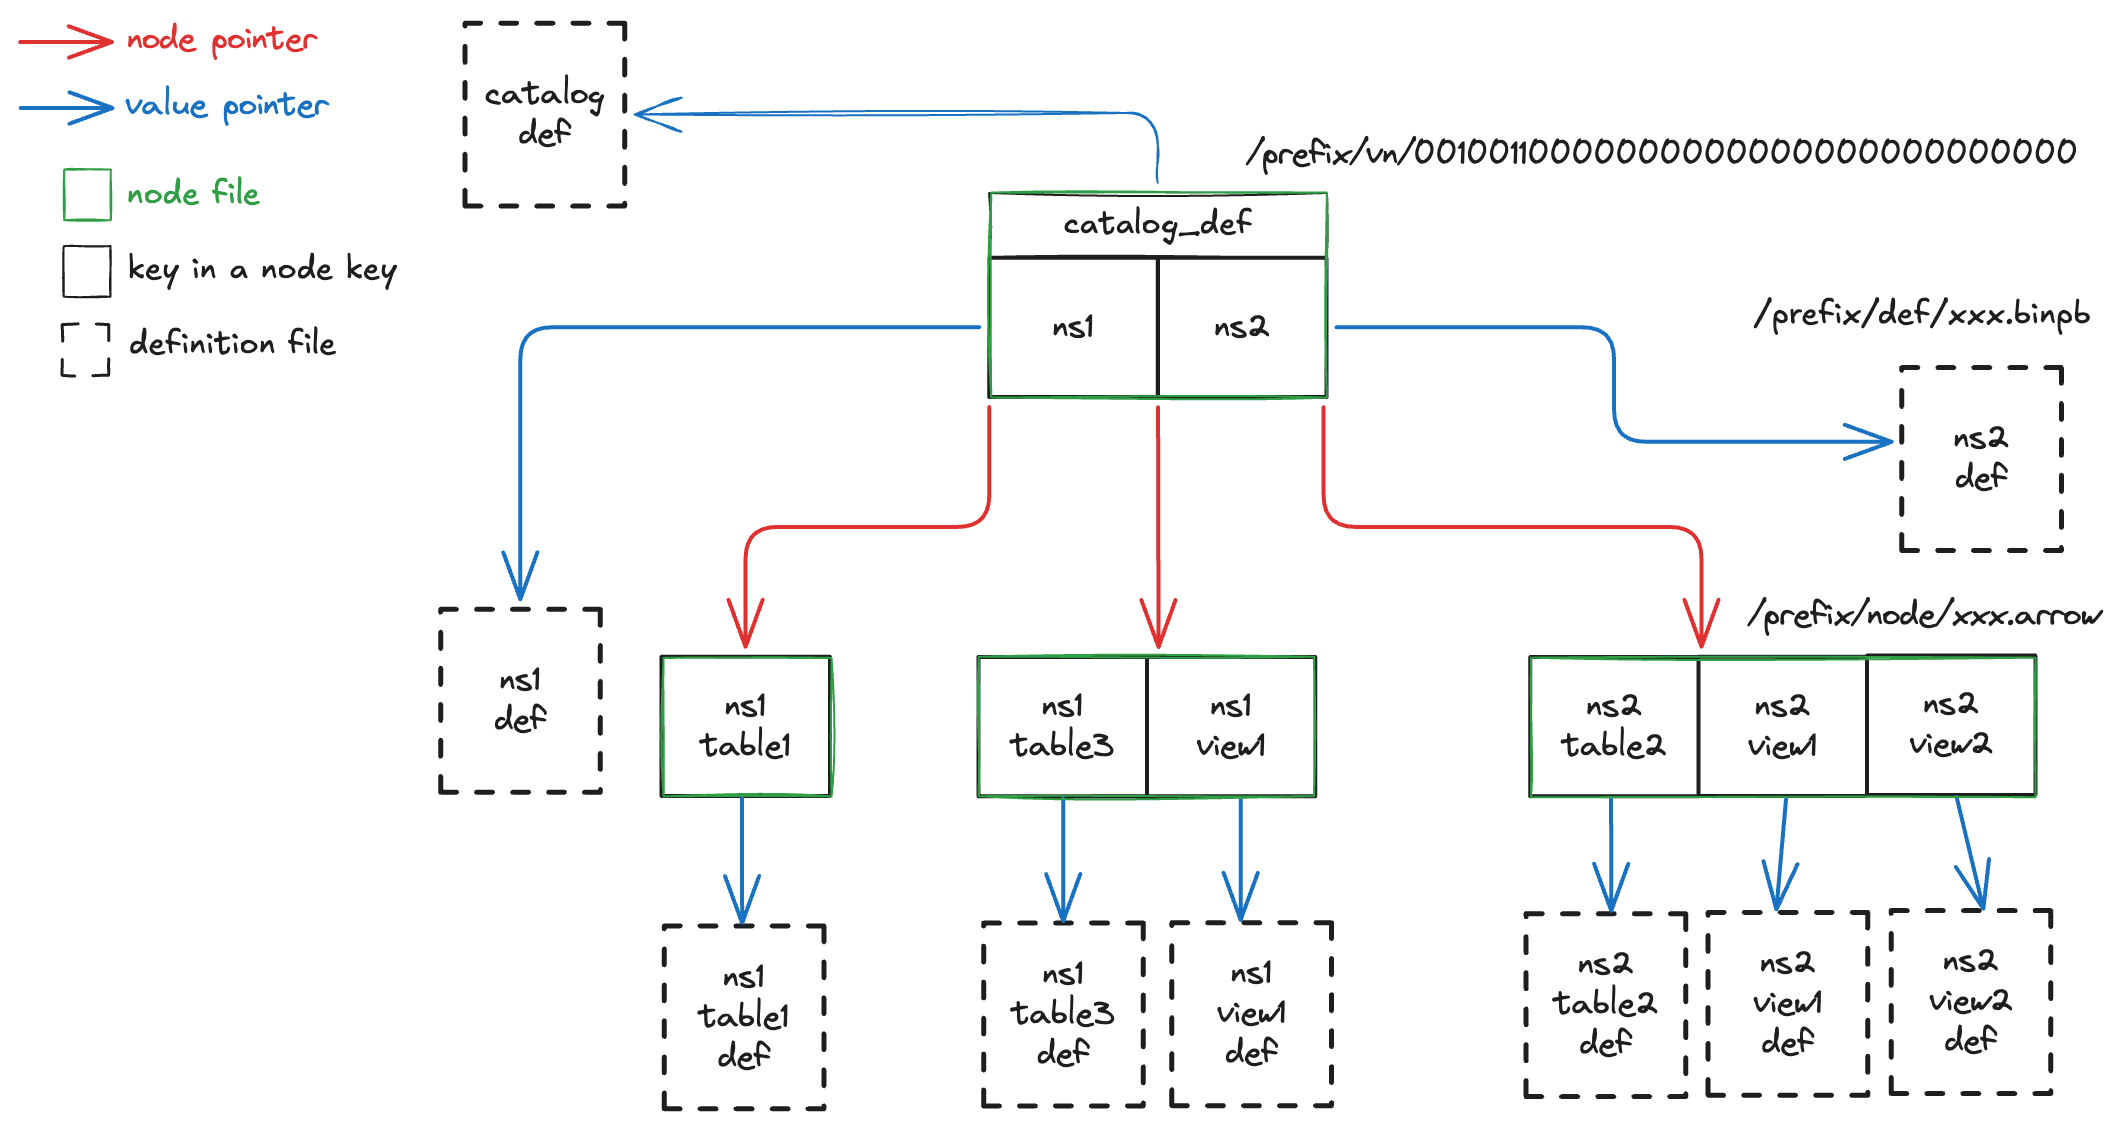 node pointer
value pointer
node file
key in a node key
definition file
catalog
def
/prefix/vn/00100110000000000000000000000000
catalog_def
ns1
ns2
/prefix/def/xxx.binpb
ns2
def
/prefix/node/xxx.arrow
ns1
def
ns1
table1
ns1
table3
ns1
view1
ns2
table2
ns2
view1
ns2
view2
ns1
table1
def
ns1
table3
def
ns1
view1
def
ns2
table2
def
ns2
view1
def
ns2
view2
def